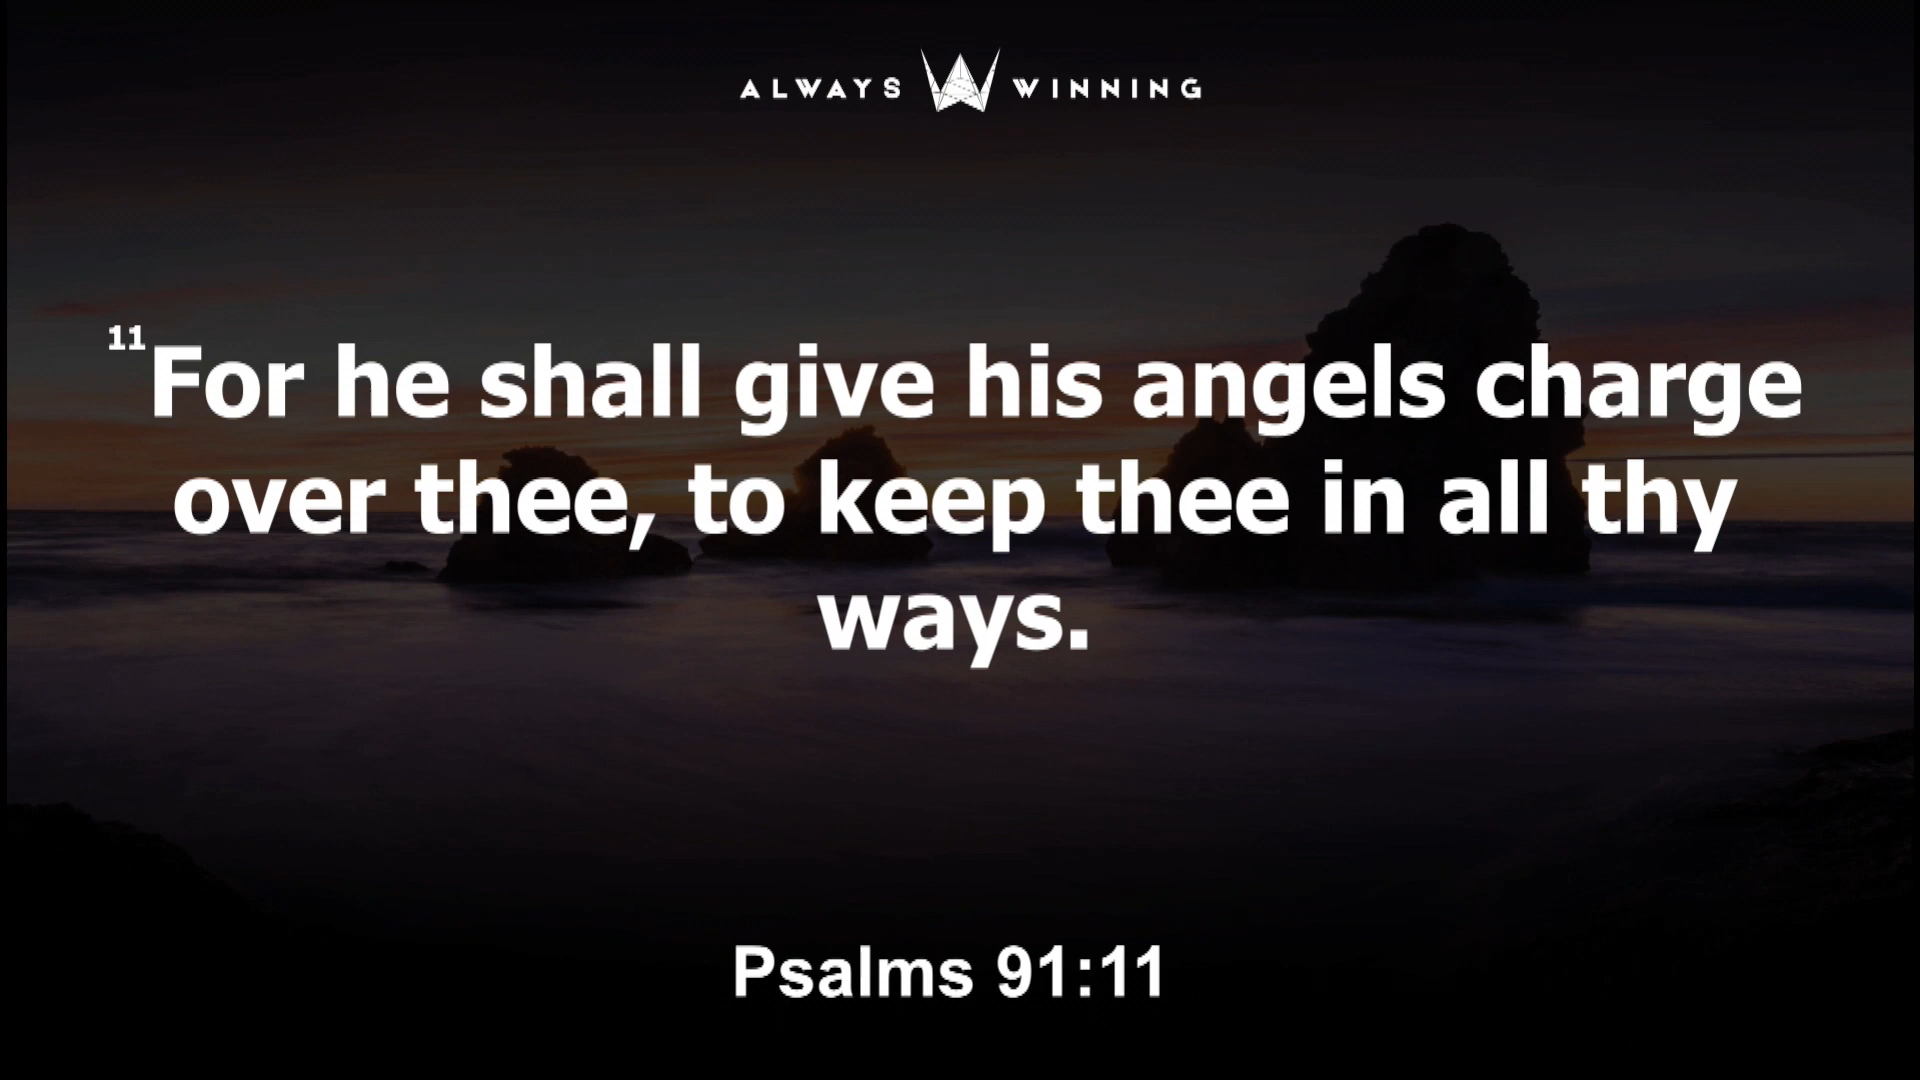 ALWAYS WINNING
11For he shall give his angels charge
over thee, to keep thee in all thy
ways.
Psalms 91:11